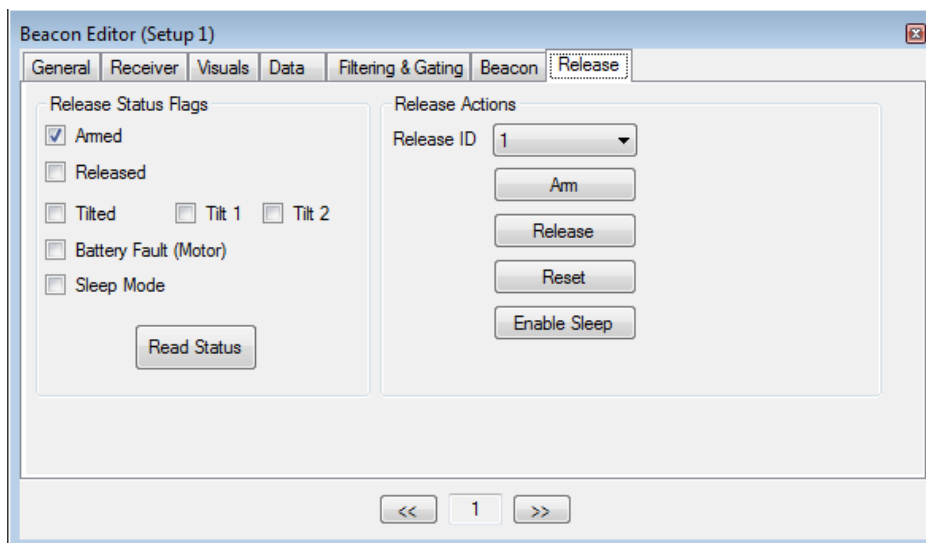 Beacon Editor (Setup 1)
General Receiver Visuals Data Filtering & Gating Beacon Release
Release Status Flags
Armed
Released
Tilted Tilt 1 Tilt 2
Battery Fault (Motor)
Sleep Mode
Read Status
Release Actions
Release ID 1
Arm
Release
Reset
Enable Sleep
<< 1 >>